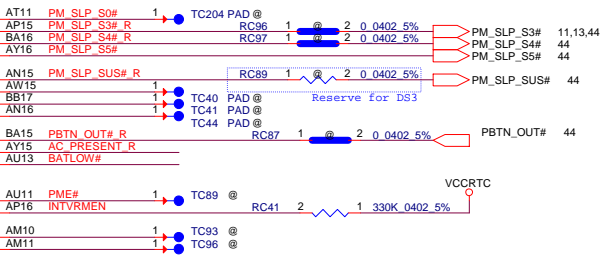 AT11 PM_SLP_S0# 1 TC204 PAD @
AP15 PM_SLP_S3#_R RC96 1 @ 2 0_0402_5% PM_SLP_S3# 11,13,44
BA16 PM_SLP_S4#_R RC97 1 @ 2 0_0402_5% PM_SLP_S4# 44
AY16 PM_SLP_S5# PM_SLP_S5# 44
AN15 PM_SLP_SUS#_R RC89 1 @ 2 0_0402_5% PM_SLP_SUS# 44
AW15 1
BB17 1 TC40 PAD @ Reserve for DS3
AN16 1 TC41 PAD @
TC44 PAD @
BA15 PBTN_OUT#_R RC87 1 @ 2 0_0402_5% PBTN_OUT# 44
AY15 AC_PRESENT_R
AU13 BATLOW#
VCCRTC
AU11 PME# 1 TC89 @
AP16 INTVRMEN RC41 2 1 330K_0402_5%
AM10 1 TC93 @
AM11 1 TC96 @